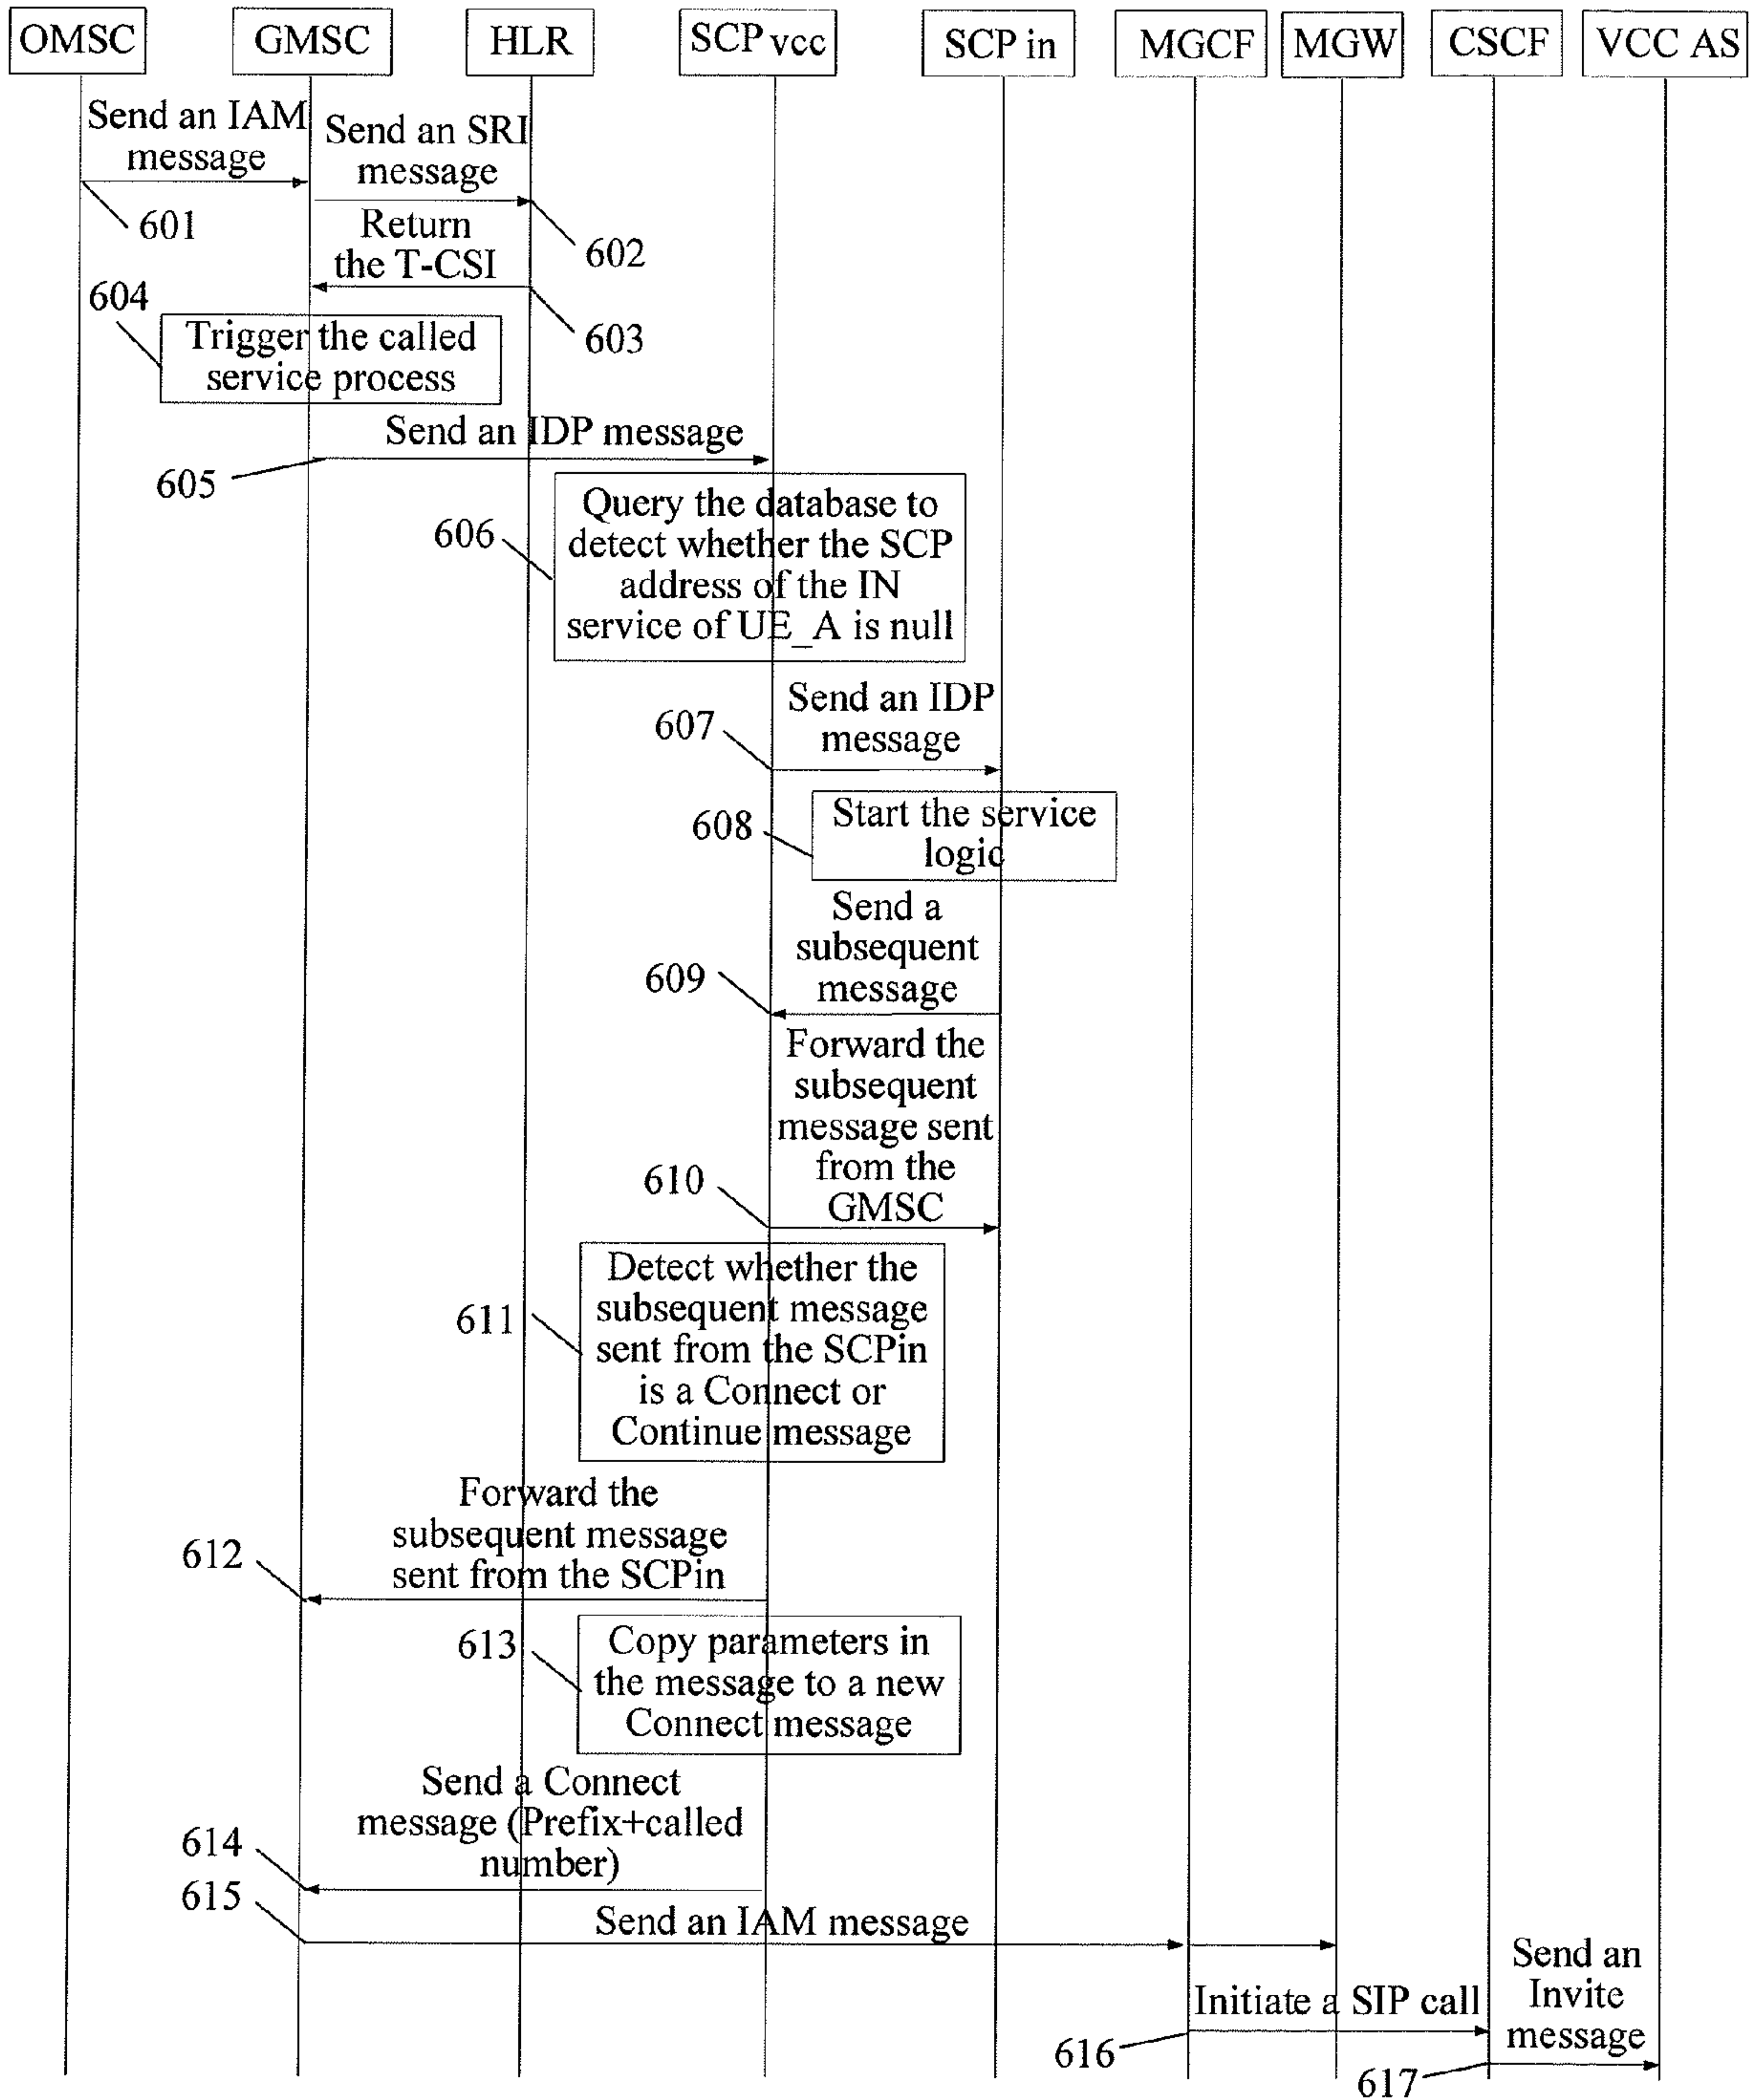 OMSC GMSC HLR SCP vcc SCP in MGCF MGW CSCF VCC AS
Send an IAM
message
601
Send an SRI
message
602
Return
the T-CSI
603
604
Trigger the called
service process
Send an IDP message
605
606
Query the database to
detect whether the SCP
address of the IN
service of UE_A is null
Send an IDP
message
607
608
Start the service
logic
Send a
subsequent
message
609
Forward the
subsequent
message sent
from the
GMSC
610
611
Detect whether the
subsequent message
sent from the SCPin
is a Connect or
Continue message
Forward the
subsequent message
sent from the SCPin
612
613
Copy parameters in
the message to a new
Connect message
Send a Connect
message (Prefix+called
number)
614
615
Send an IAM message
Initiate a SIP call
616
Send an
Invite
message
617